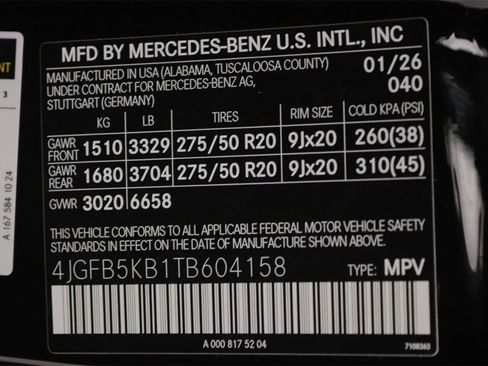 MFD BY MERCEDES-BENZ U.S. INTL., INC
MANUFACTURED IN USA (ALABAMA, TUSCALOOSA COUNTY) 01/26
UNDER CONTRACT FOR MERCEDES-BENZ AG, 040
STUTTGART (GERMANY)
KG LB TIRES RIM SIZE COLD KPA (PSI)
GAWR FRONT 1510 3329 275/50 R20 9Jx20 260(38)
GAWR REAR 1680 3704 275/50 R20 9Jx20 310(45)
GVWR 3020 6658
THIS VEHICLE CONFORMS TO ALL APPLICABLE FEDERAL MOTOR VEHICLE SAFETY
STANDARDS IN EFFECT ON THE DATE OF MANUFACTURE SHOWN ABOVE.
4JGFB5KB1TB604158 TYPE: MPV
A 000 817 52 04
7108363
3
A 167 584 10 24